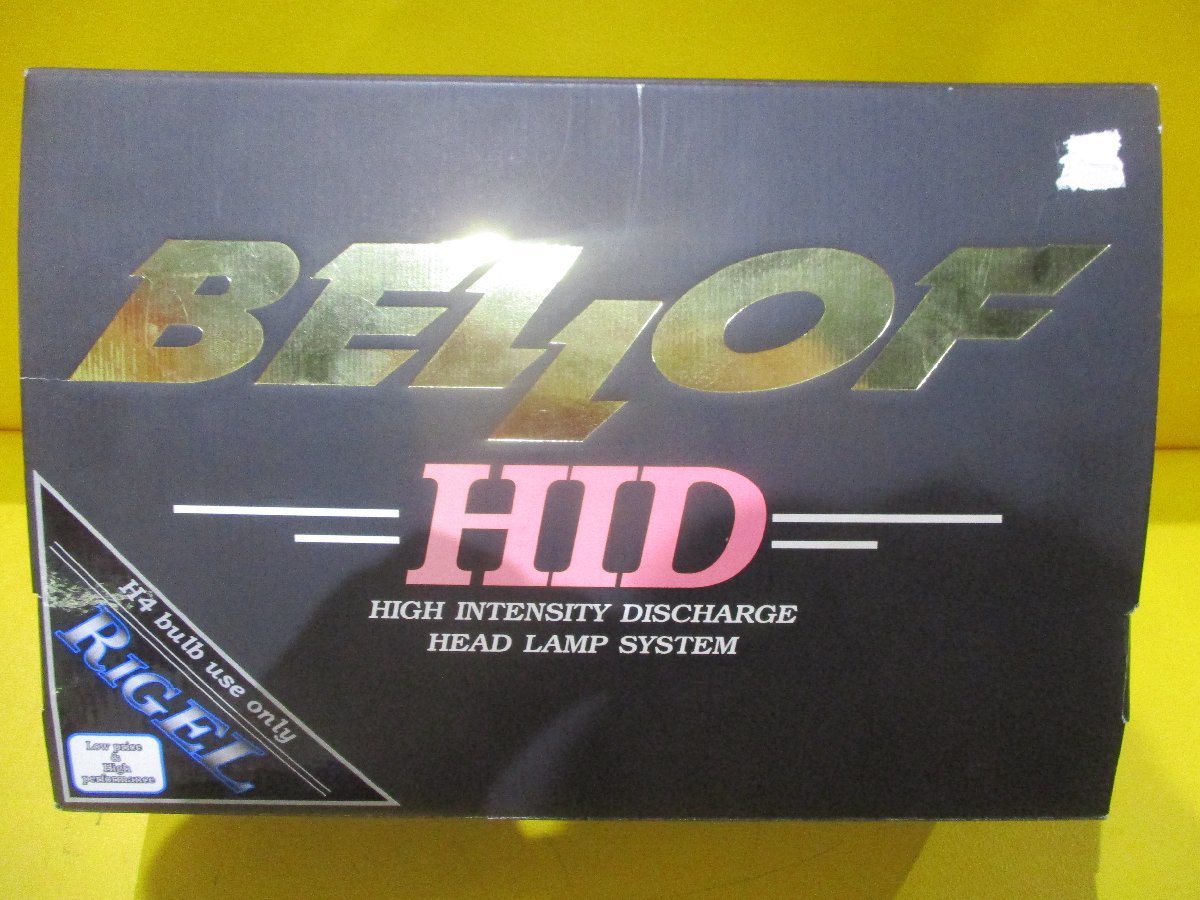 BELLOF
HID
HIGH INTENSITY DISCHARGE
HEAD LAMP SYSTEM
H4 bulb use only
RIGEL
Low price
&
High
performance